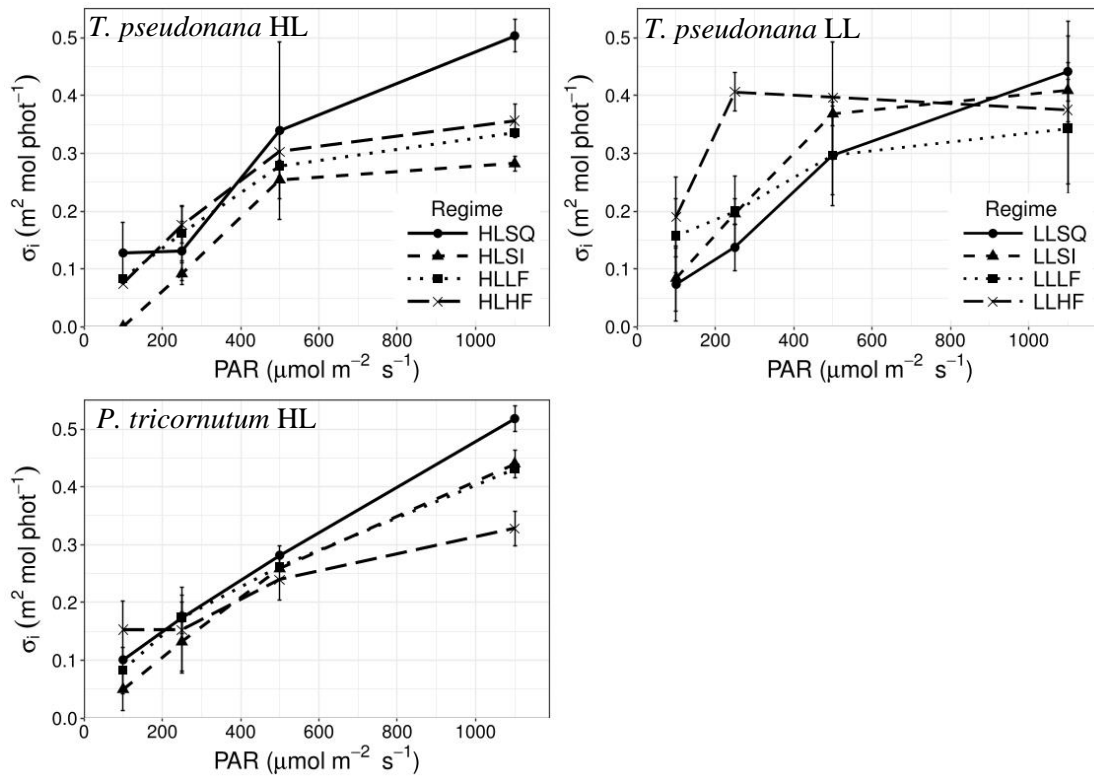 T. pseudonana HL
σi (m² mol phot⁻¹)
0.5
0.4
0.3
0.2
0.1
0.0
Regime
HLSQ
HLSI
HLLF
HLHF
0 200 400 600 800 1000
PAR (μmol m⁻² s⁻¹)
T. pseudonana LL
σi (m² mol phot⁻¹)
0.5
0.4
0.3
0.2
0.1
0.0
Regime
LLSQ
LLSI
LLLF
LLHF
0 200 400 600 800 1000
PAR (μmol m⁻² s⁻¹)
P. tricornutum HL
σi (m² mol phot⁻¹)
0.5
0.4
0.3
0.2
0.1
0.0
0 200 400 600 800 1000
PAR (μmol m⁻² s⁻¹)